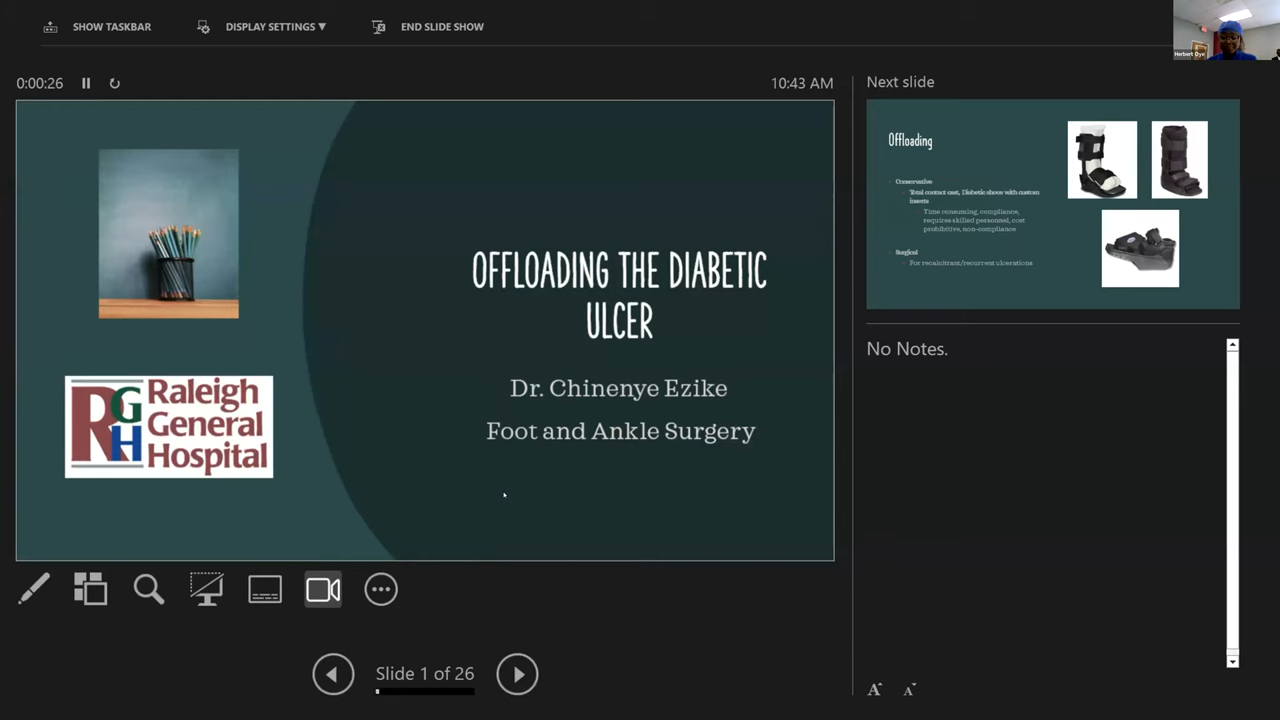 SHOW TASKBAR
DISPLAY SETTINGS ▼
END SLIDE SHOW
Herbert Oye
0:00:26
10:43 AM
OFFLOADING THE DIABETIC
ULCER
Dr. Chinenye Ezike
Foot and Ankle Surgery
RGH
Raleigh
General
Hospital
Slide 1 of 26
Next slide
Offloading
Conservative
Total contact cast, Diabetic shoes with custom
inserts
Time consuming, compliance,
requires skilled personnel, cost
prohibitive, non-compliance
Surgical
For recalcitrant/recurrent ulcerations
No Notes.
A
A